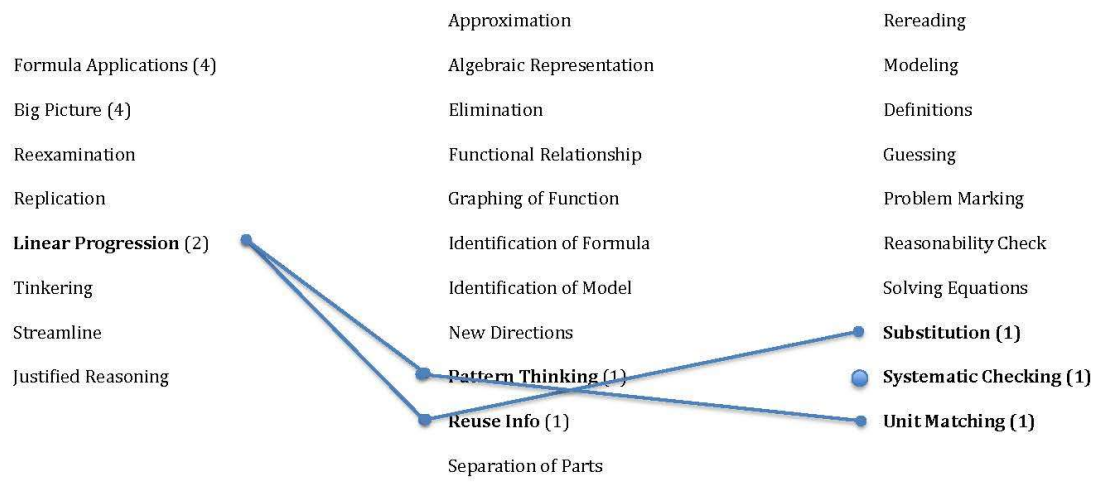 Approximation
Rereading
Formula Applications (4)
Algebraic Representation
Modeling
Big Picture (4)
Elimination
Definitions
Reexamination
Functional Relationship
Guessing
Replication
Graphing of Function
Problem Marking
Linear Progression (2)
Identification of Formula
Reasonability Check
Tinkering
Identification of Model
Solving Equations
Streamline
New Directions
Substitution (1)
Justified Reasoning
Pattern Thinking (1)
Systematic Checking (1)
Reuse Info (1)
Unit Matching (1)
Separation of Parts